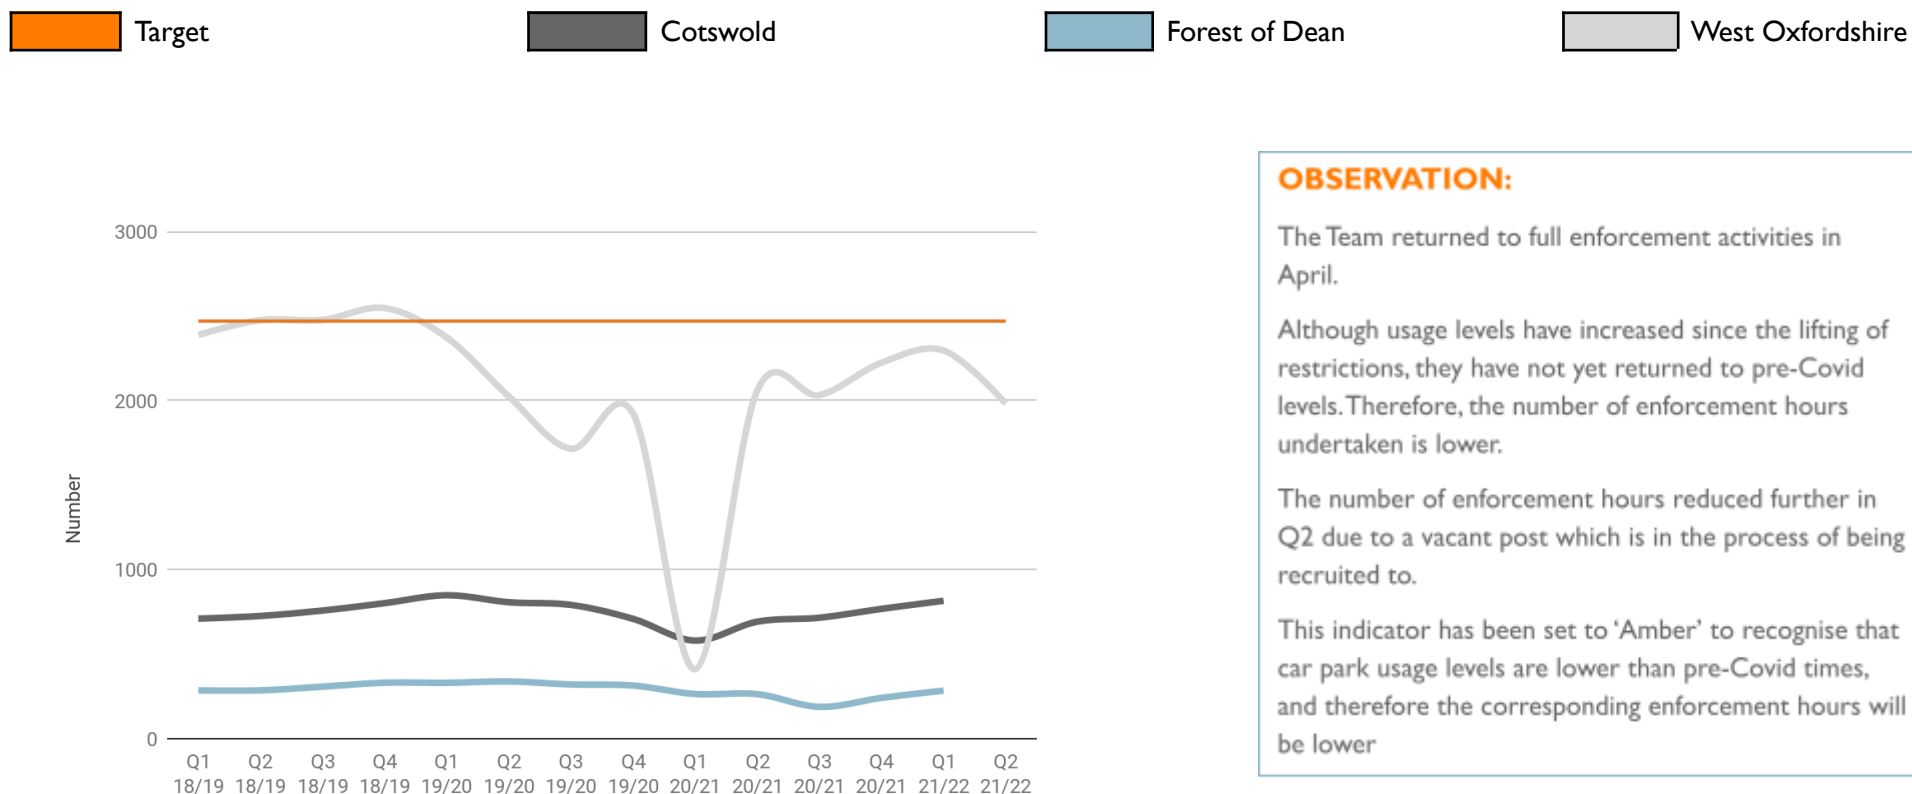 Target
Cotswold
Forest of Dean
West Oxfordshire
3000
2000
1000
0
Number
Q1 Q2 Q3 Q4 Q1 Q2 Q3 Q4 Q1 Q2 Q3 Q4 Q1 Q2
18/19 18/19 18/19 18/19 19/20 19/20 19/20 19/20 20/21 20/21 20/21 20/21 21/22 21/22
OBSERVATION:
The Team returned to full enforcement activities in
April.
Although usage levels have increased since the lifting of
restrictions, they have not yet returned to pre-Covid
levels. Therefore, the number of enforcement hours
undertaken is lower.
The number of enforcement hours reduced further in
Q2 due to a vacant post which is in the process of being
recruited to.
This indicator has been set to ‘Amber’ to recognise that
car park usage levels are lower than pre-Covid times,
and therefore the corresponding enforcement hours will
be lower